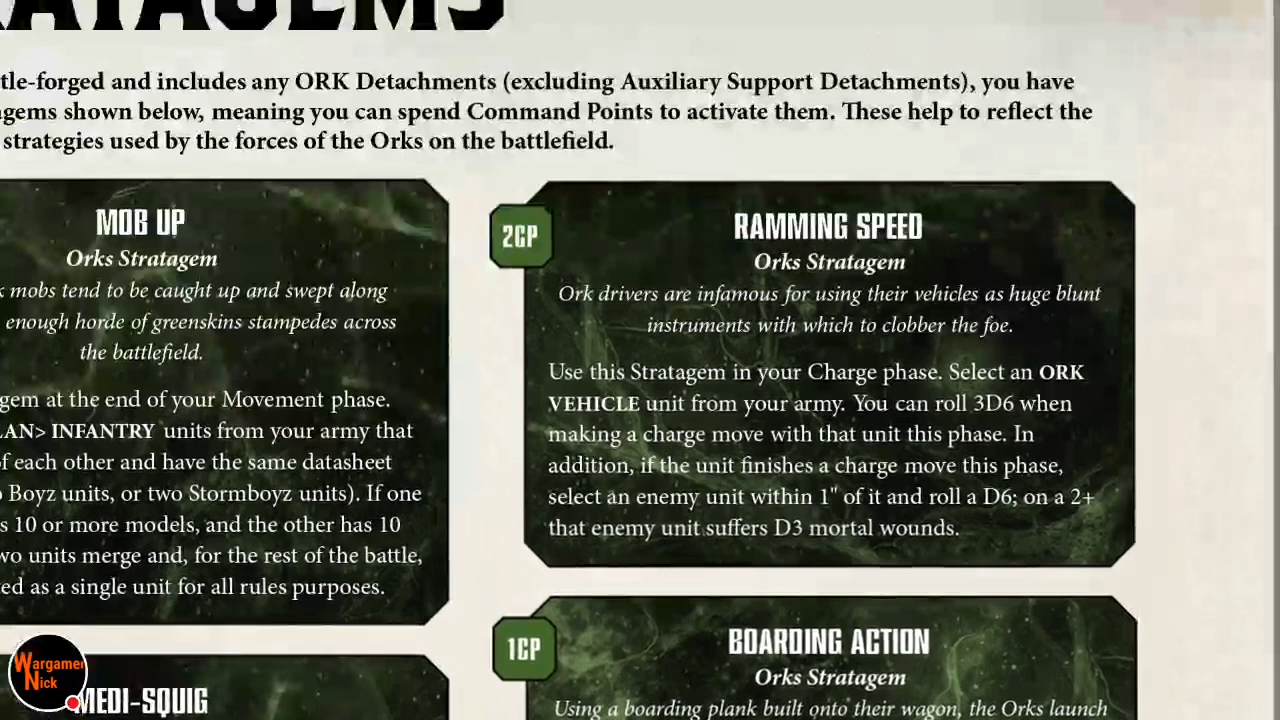 RATAGEMS
tle-forged and includes any ORK Detachments (excluding Auxiliary Support Detachments), you have
gems shown below, meaning you can spend Command Points to activate them. These help to reflect the
strategies used by the forces of the Orks on the battlefield.
MOB UP
Orks Stratagem
k mobs tend to be caught up and swept along
enough horde of greenskins stampedes across
the battlefield.
gem at the end of your Movement phase.
LAN> INFANTRY units from your army that
f each other and have the same datasheet
o Boyz units, or two Stormboyz units). If one
s 10 or more models, and the other has 10
wo units merge and, for the rest of the battle,
ed as a single unit for all rules purposes.
MEDI-SQUIG
2CP
RAMMING SPEED
Orks Stratagem
Ork drivers are infamous for using their vehicles as huge blunt
instruments with which to clobber the foe.
Use this Stratagem in your Charge phase. Select an ORK
VEHICLE unit from your army. You can roll 3D6 when
making a charge move with that unit this phase. In
addition, if the unit finishes a charge move this phase,
select an enemy unit within 1" of it and roll a D6; on a 2+
that enemy unit suffers D3 mortal wounds.
1CP
BOARDING ACTION
Orks Stratagem
Using a boarding plank built onto their wagon, the Orks launch
Wargamer
Nick